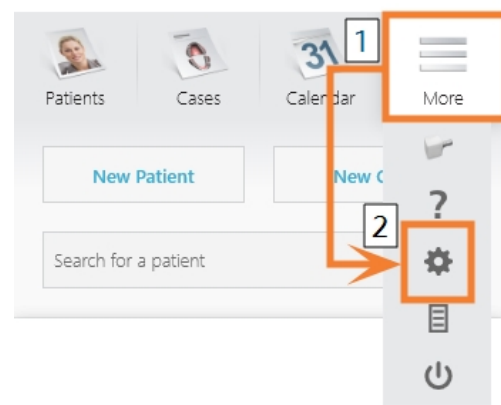 31
1
Patients
Cases
Calendar
More
New Patient
New
2
?
Search for a patient